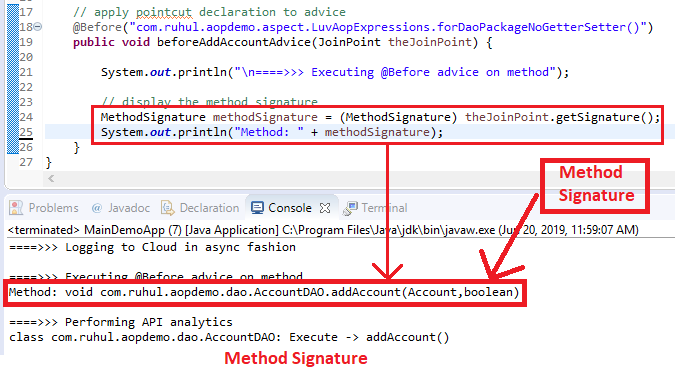 17 // apply pointcut declaration to advice
18 @Before("com.ruhul.aopdemo.aspect.LuvAopExpressions.forDaoPackageNoGetterSetter()")
19 public void beforeAddAccountAdvice(JoinPoint theJoinPoint) {
20
21 System.out.println("\n====>>> Executing @Before advice on method");
22
23 // display the method signature
24 MethodSignature methodSignature = (MethodSignature) theJoinPoint.getSignature();
25 System.out.println("Method: " + methodSignature);
26 }
27 }
Method
Signature
Problems @ Javadoc Declaration Console Terminal
<terminated> MainDemoApp (7) [Java Application] C:\Program Files\Java\jdk\bin\javaw.exe (Jun 20, 2019, 11:59:07 AM)
====>>> Logging to Cloud in async fashion
====>>> Executing @Before advice on method
Method: void com.ruhul.aopdemo.dao.AccountDAO.addAccount(Account,boolean)
====>>> Performing API analytics
class com.ruhul.aopdemo.dao.AccountDAO: Execute -> addAccount()
Method Signature